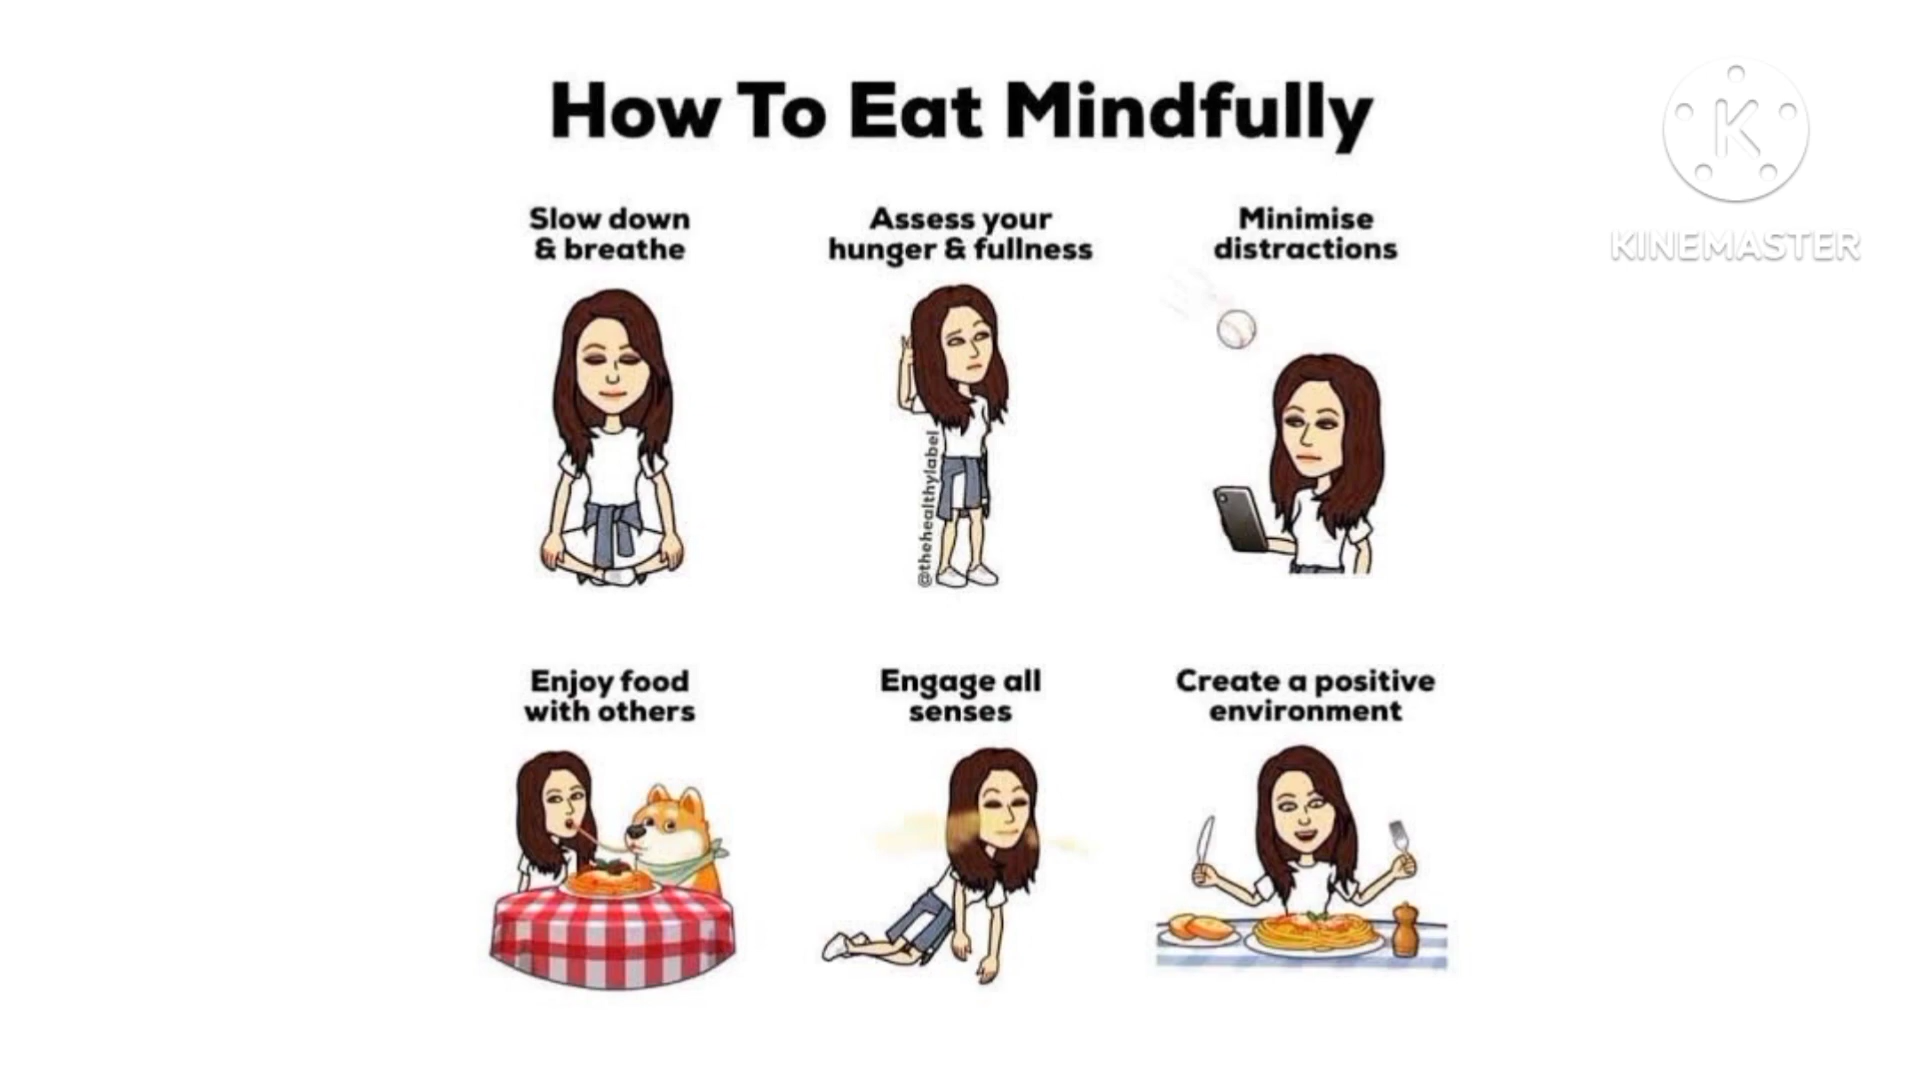 How To Eat Mindfully
K
KINEMASTER
Slow down
& breathe
Assess your
hunger & fullness
Minimise
distractions
@thehealthylabel
Enjoy food
with others
Engage all
senses
Create a positive
environment